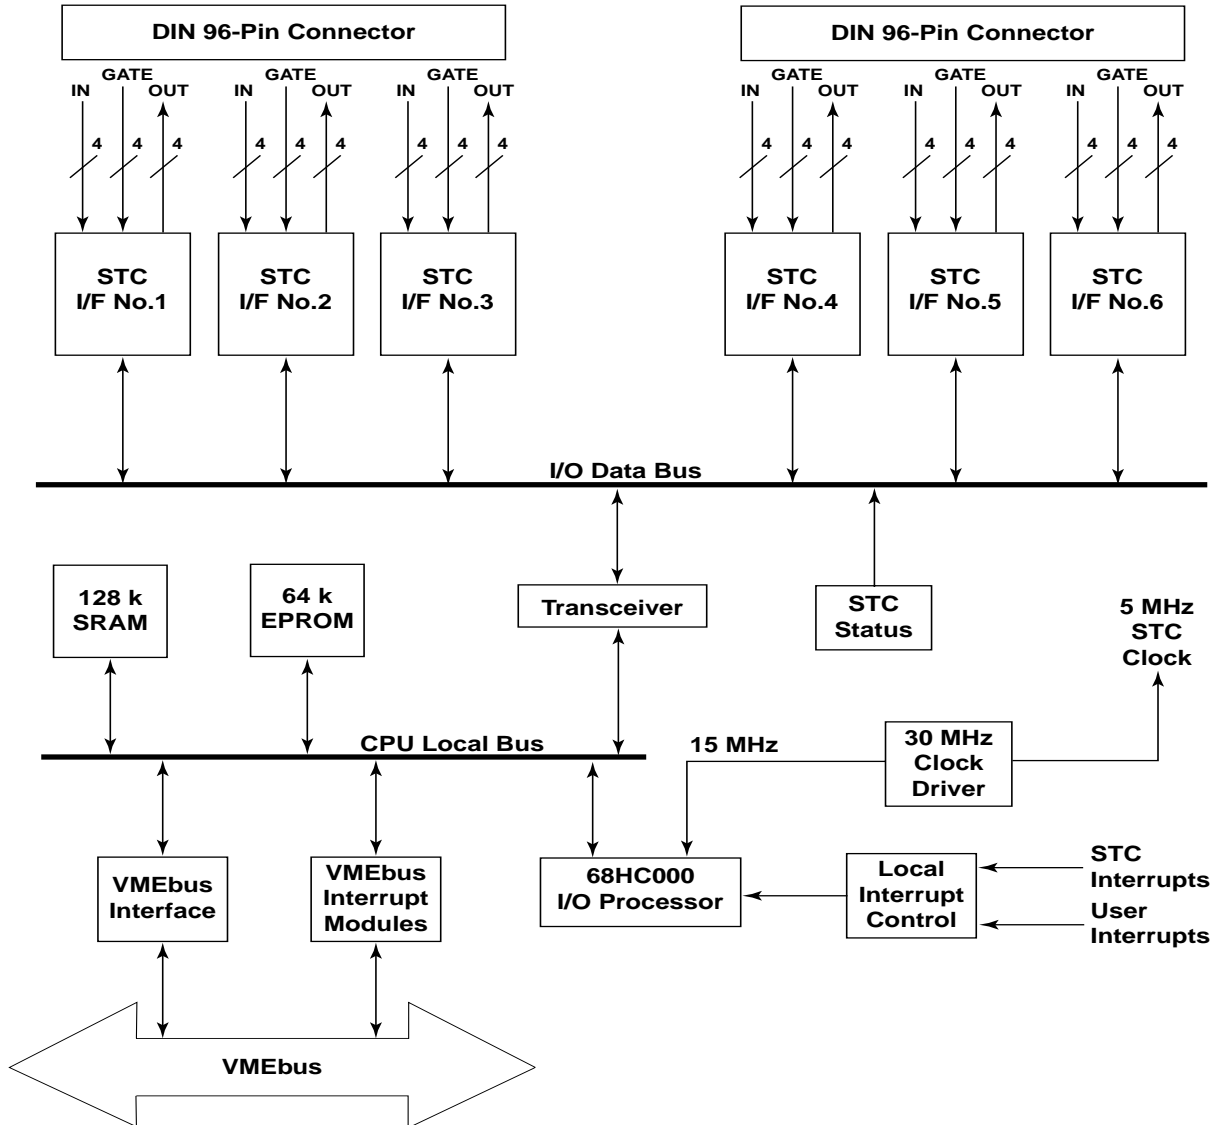 DIN 96-Pin Connector
DIN 96-Pin Connector
GATE
IN OUT
GATE
IN OUT
GATE
IN OUT
GATE
IN OUT
GATE
IN OUT
GATE
IN OUT
4 4 4
4 4 4
4 4 4
4 4 4
4 4 4
4 4 4
STC
I/F No.1
STC
I/F No.2
STC
I/F No.3
STC
I/F No.4
STC
I/F No.5
STC
I/F No.6
I/O Data Bus
128 k
SRAM
64 k
EPROM
Transceiver
STC
Status
5 MHz
STC
Clock
CPU Local Bus
15 MHz
30 MHz
Clock
Driver
VMEbus
Interface
VMEbus
Interrupt
Modules
68HC000
I/O Processor
Local
Interrupt
Control
STC
Interrupts
User
Interrupts
VMEbus